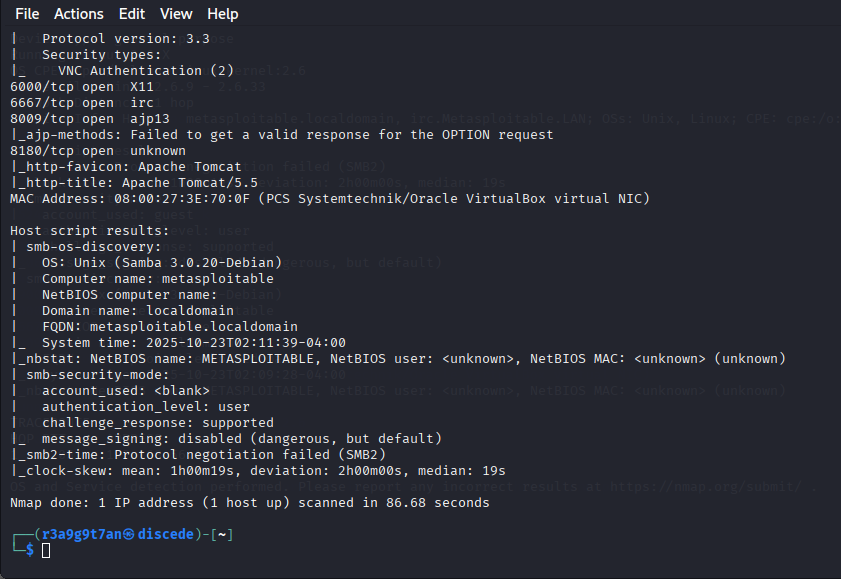 File Actions Edit View Help
|   Protocol version: 3.3
|   Security types:
|_    VNC Authentication (2)
6000/tcp open  X11
6667/tcp open  irc
8009/tcp open  ajp13
|_ajp-methods: Failed to get a valid response for the OPTION request
8180/tcp open  unknown
|_http-favicon: Apache Tomcat
|_http-title: Apache Tomcat/5.5
MAC Address: 08:00:27:3E:70:0F (PCS Systemtechnik/Oracle VirtualBox virtual NIC)
Host script results:
| smb-os-discovery:
|   OS: Unix (Samba 3.0.20-Debian)
|   Computer name: metasploitable
|   NetBIOS computer name:
|   Domain name: localdomain
|   FQDN: metasploitable.localdomain
|_  System time: 2025-10-23T02:11:39-04:00
|_nbstat: NetBIOS name: METASPLOITABLE, NetBIOS user: <unknown>, NetBIOS MAC: <unknown> (unknown)
| smb-security-mode:
|   account_used: <blank>
|   authentication_level: user
|   challenge_response: supported
|_  message_signing: disabled (dangerous, but default)
|_smb2-time: Protocol negotiation failed (SMB2)
|_clock-skew: mean: 1h00m19s, deviation: 2h00m00s, median: 19s
Nmap done: 1 IP address (1 host up) scanned in 86.68 seconds
┌──(r3a9g9t7an㉿discede)-[~]
└─$